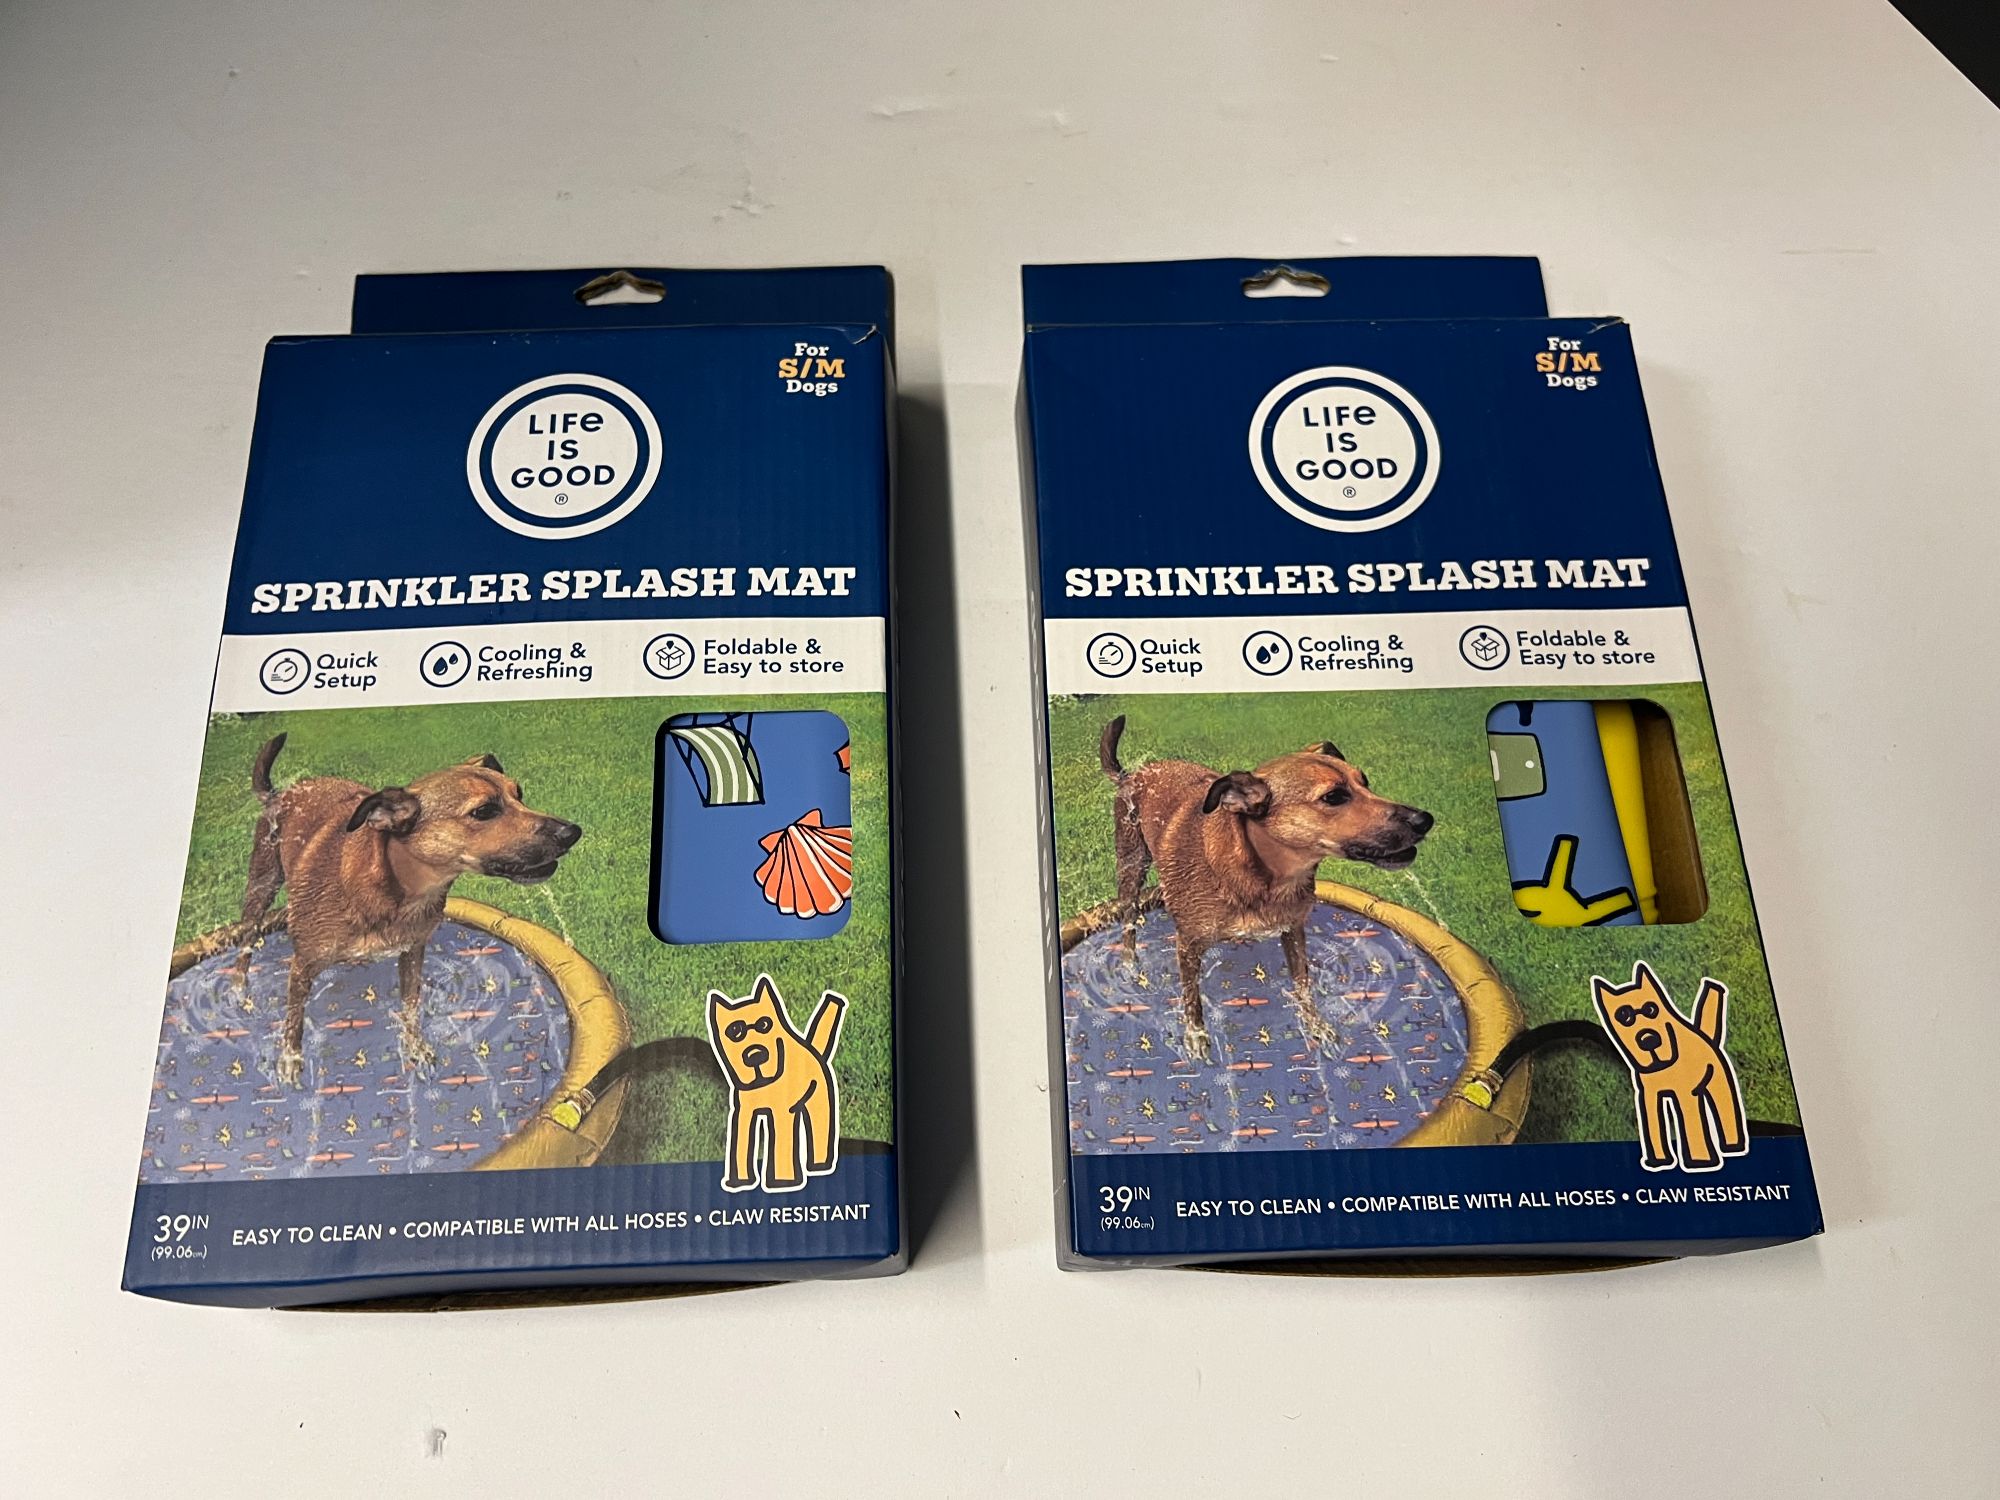 For
S/M
Dogs
LIFe
IS
GOOD
®
SPRINKLER SPLASH MAT
Quick
Setup
Cooling &
Refreshing
Foldable &
Easy to store
39IN
(99.06cm)
EASY TO CLEAN • COMPATIBLE WITH ALL HOSES • CLAW RESISTANT
For
S/M
Dogs
LIFe
IS
GOOD
®
SPRINKLER SPLASH MAT
Quick
Setup
Cooling &
Refreshing
Foldable &
Easy to store
39IN
(99.06cm)
EASY TO CLEAN • COMPATIBLE WITH ALL HOSES • CLAW RESISTANT